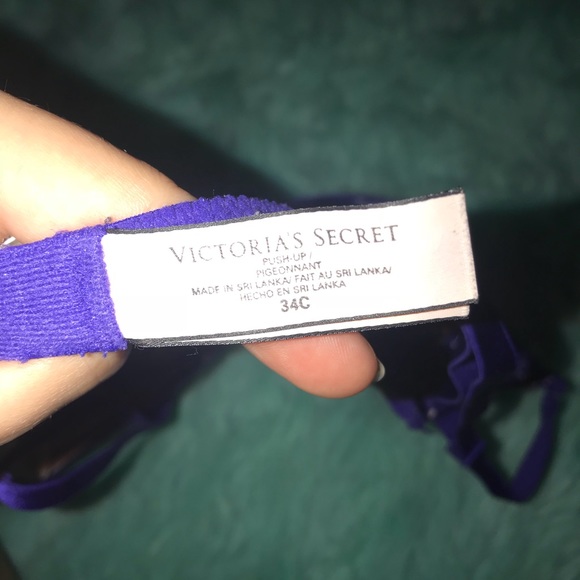 VICTORIA'S SECRET
PUSH-UP /
PIGEONNANT
MADE IN SRI LANKA/ FAIT AU SRI LANKA/
HECHO EN SRI LANKA
34C